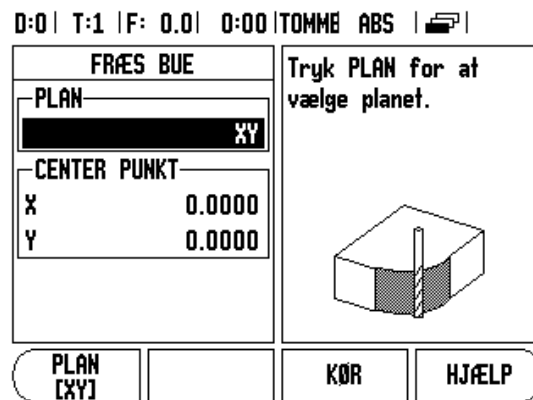 D:0 | T:1 | F: 0.0 | 0:00 | TOMME ABS |
FRÆS BUE
PLAN
XY
CENTER PUNKT
X 0.0000
Y 0.0000
Tryk PLAN for at
vælge planet.
PLAN
[XY]
KØR
HJÆLP